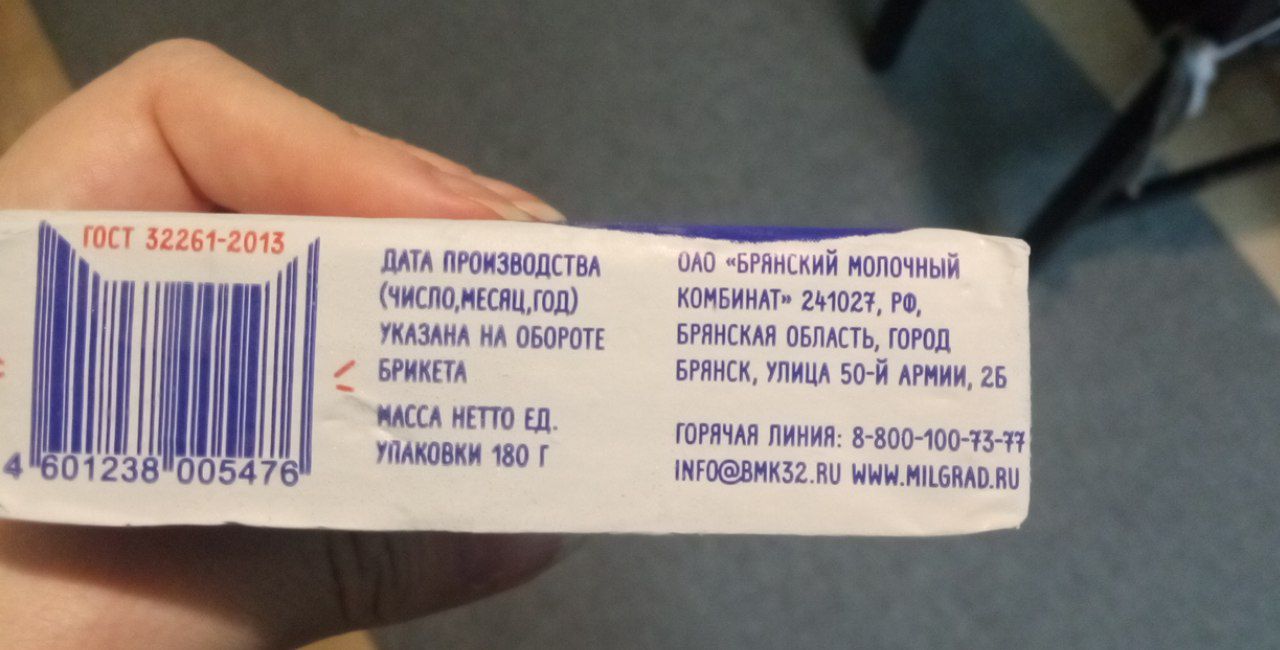 ГОСТ 32261-2013
4 601238 005476
ДАТА ПРОИЗВОДСТВА
(ЧИСЛО,МЕСЯЦ,ГОД)
УКАЗАНА НА ОБОРОТЕ
БРИКЕТА
МАССА НЕТТО ЕД.
УПАКОВКИ 180 Г
ОАО «БРЯНСКИЙ МОЛОЧНЫЙ
КОМБИНАТ» 241027, РФ,
БРЯНСКАЯ ОБЛАСТЬ, ГОРОД
БРЯНСК, УЛИЦА 50-Й АРМИИ, 2Б
ГОРЯЧАЯ ЛИНИЯ: 8-800-100-73-77
INFO@BMK32.RU WWW.MILGRAD.RU